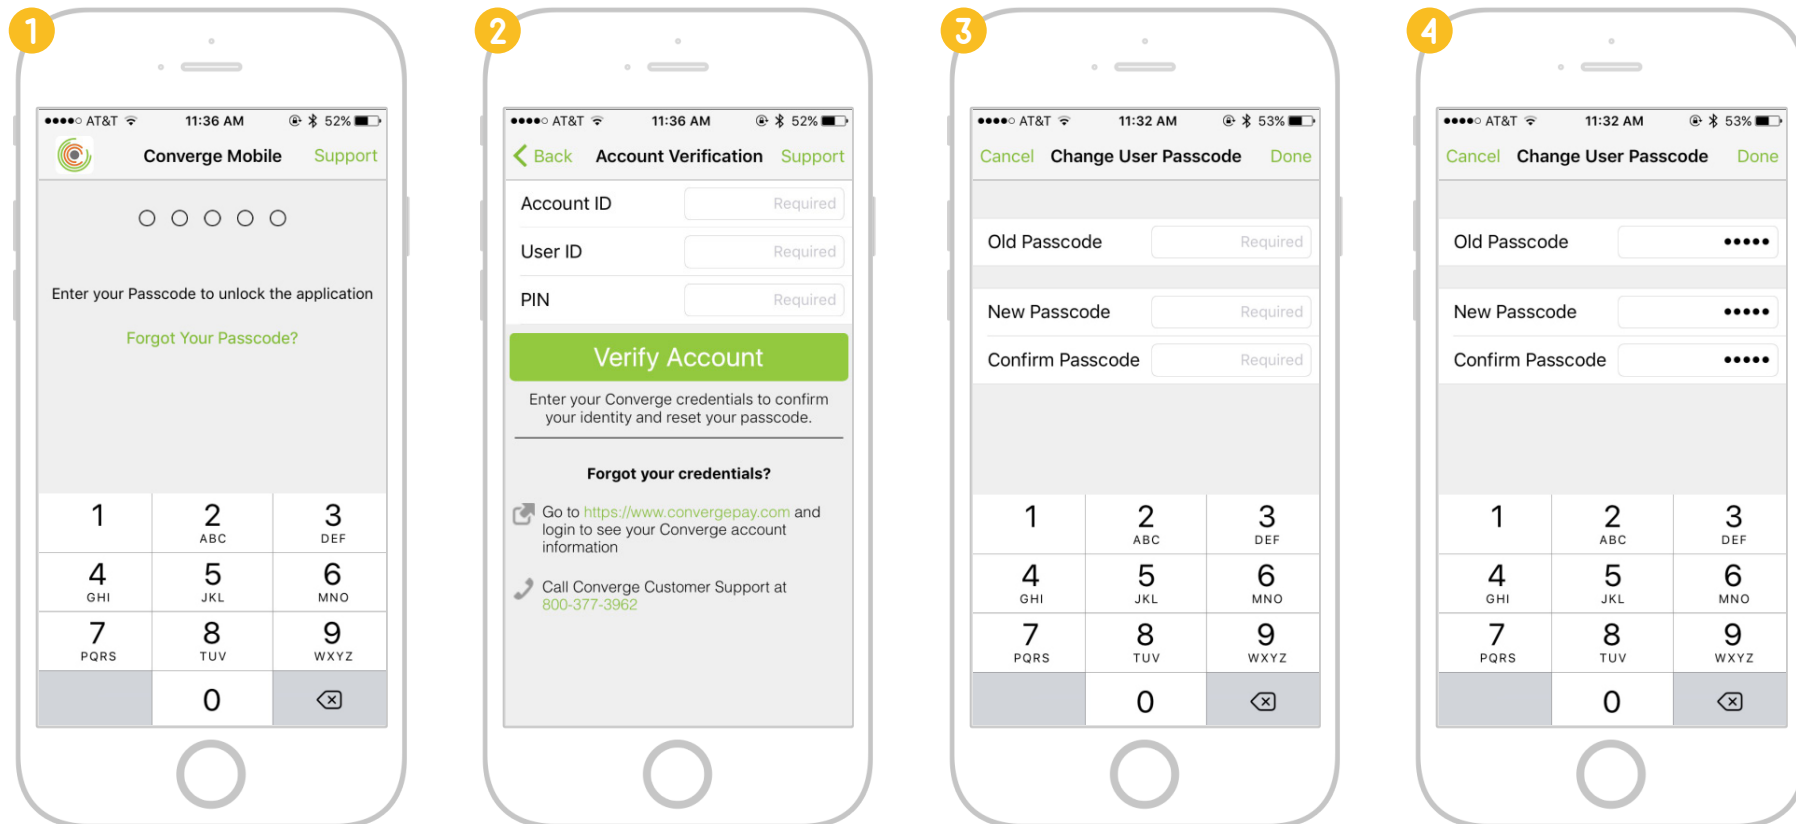 1
AT&T 11:36 AM 52%
Converge Mobile Support
Enter your Passcode to unlock the application
Forgot Your Passcode?
1 2 3
ABC DEF
4 5 6
GHI JKL MNO
7 8 9
PQRS TUV WXYZ
0
2
AT&T 11:36 AM 52%
Back Account Verification Support
Account ID Required
User ID Required
PIN Required
Verify Account
Enter your Converge credentials to confirm
your identity and reset your passcode.
Forgot your credentials?
Go to https://www.convergepay.com and
login to see your Converge account
information
Call Converge Customer Support at
800-377-3962
3
AT&T 11:32 AM 53%
Cancel Change User Passcode Done
Old Passcode Required
New Passcode Required
Confirm Passcode Required
1 2 3
ABC DEF
4 5 6
GHI JKL MNO
7 8 9
PQRS TUV WXYZ
0
4
AT&T 11:32 AM 53%
Cancel Change User Passcode Done
Old Passcode •••••
New Passcode •••••
Confirm Passcode •••••
1 2 3
ABC DEF
4 5 6
GHI JKL MNO
7 8 9
PQRS TUV WXYZ
0